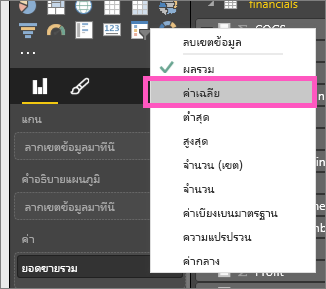 financials
COGS
ลบเขตข้อมูล
ผลรวม
ค่าเฉลี่ย
ต่ำสุด
สูงสุด
จำนวน (เขต)
จำนวน
ค่าเบี่ยงเบนมาตรฐาน
ความแปรปรวน
ค่ากลาง
แกน
ลากเขตข้อมูลมาที่นี่
คำอธิบายแผนภูมิ
ลากเขตข้อมูลมาที่นี่
ค่า
ยอดขายรวม
Profit